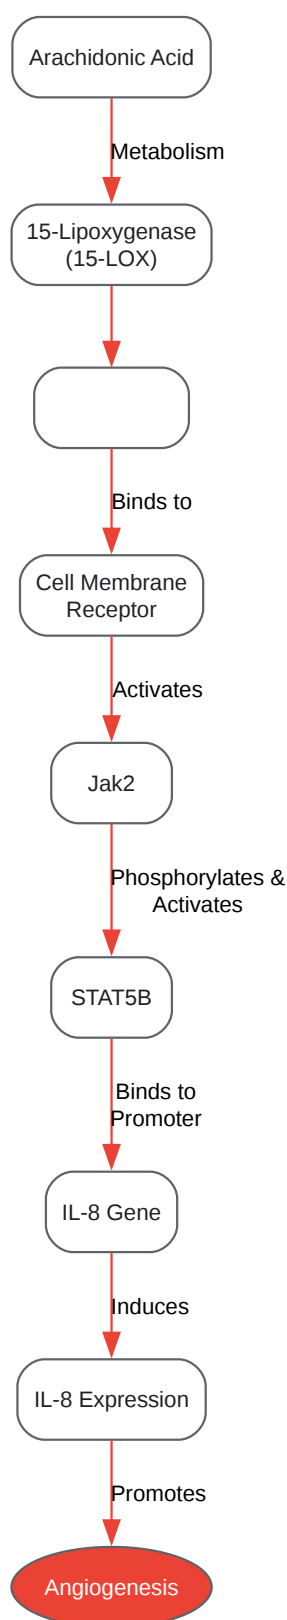 Arachidonic Acid
Metabolism
15-Lipoxygenase
(15-LOX)
Binds to
Cell Membrane
Receptor
Activates
Jak2
Phosphorylates &
Activates
STAT5B
Binds to
Promoter
IL-8 Gene
Induces
IL-8 Expression
Promotes
Angiogenesis